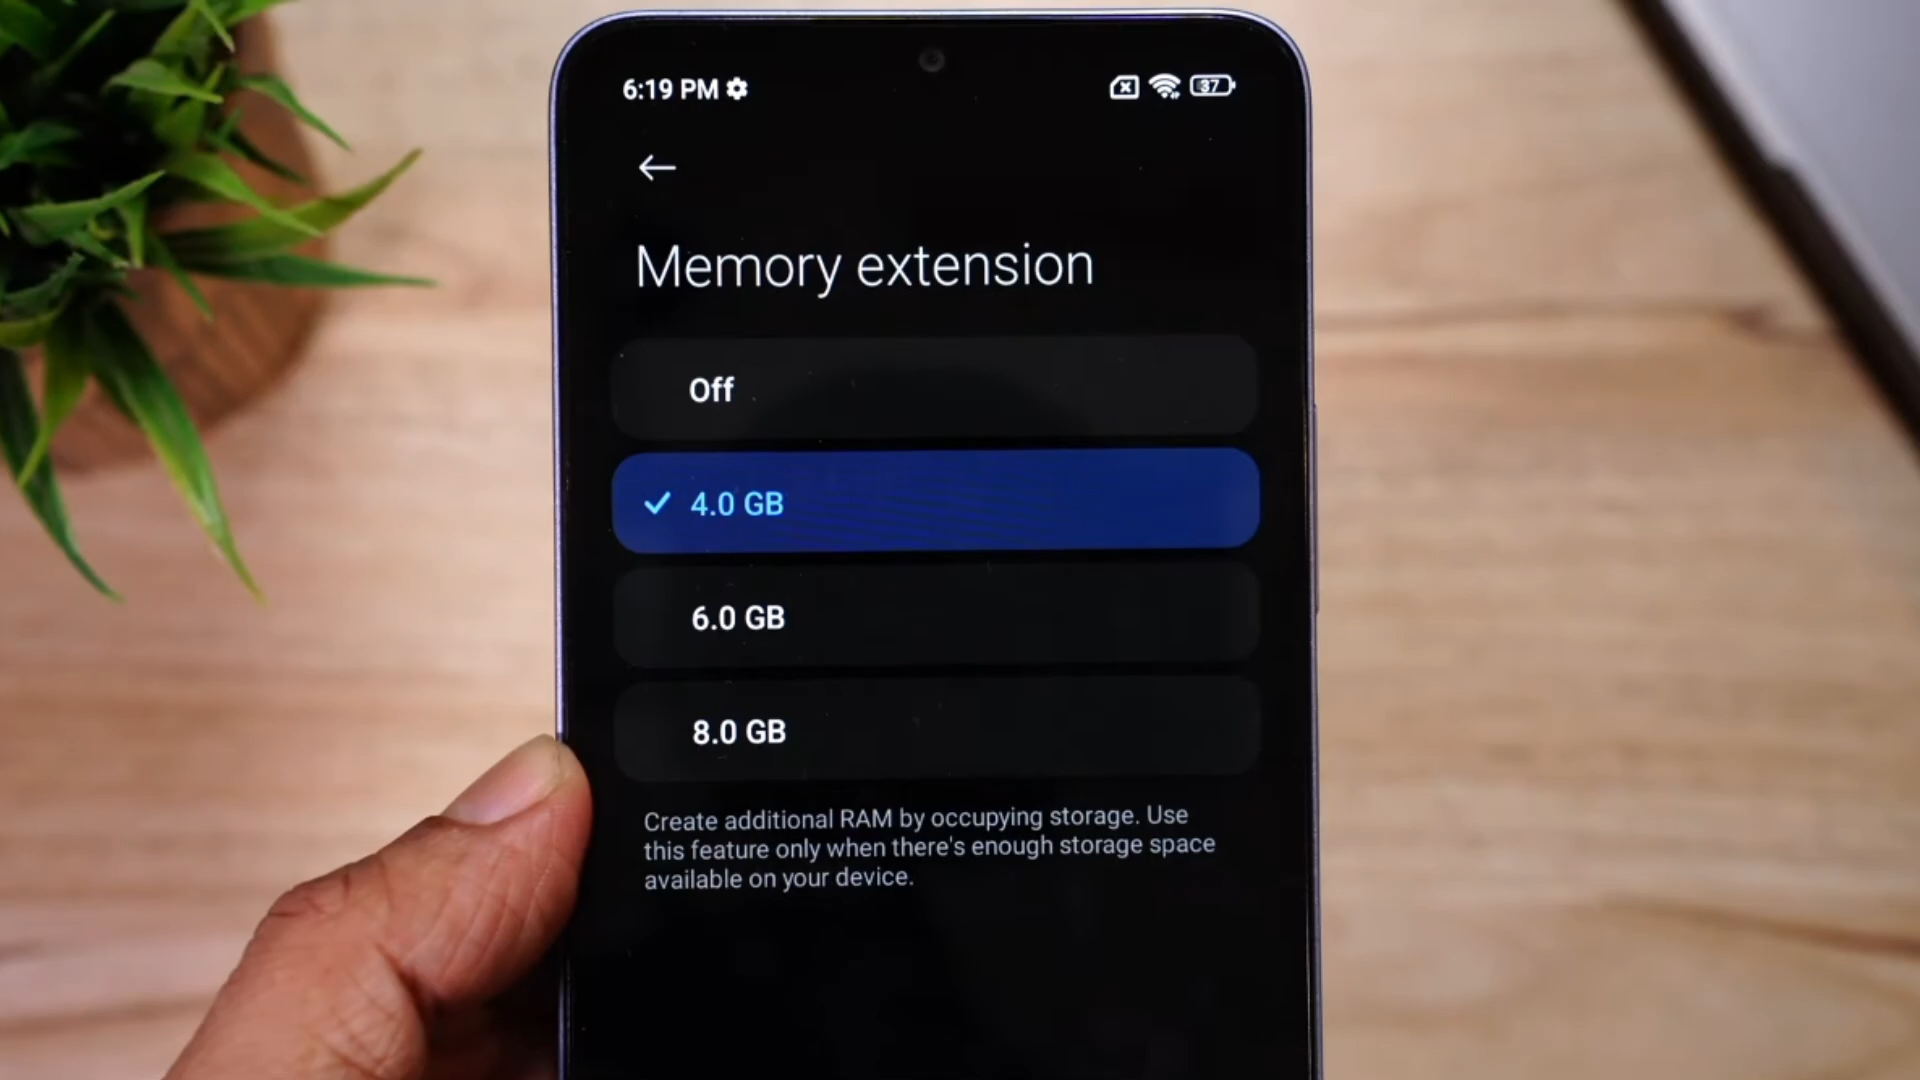 6:19 PM
37
Memory extension
Off
4.0 GB
6.0 GB
8.0 GB
Create additional RAM by occupying storage. Use
this feature only when there's enough storage space
available on your device.